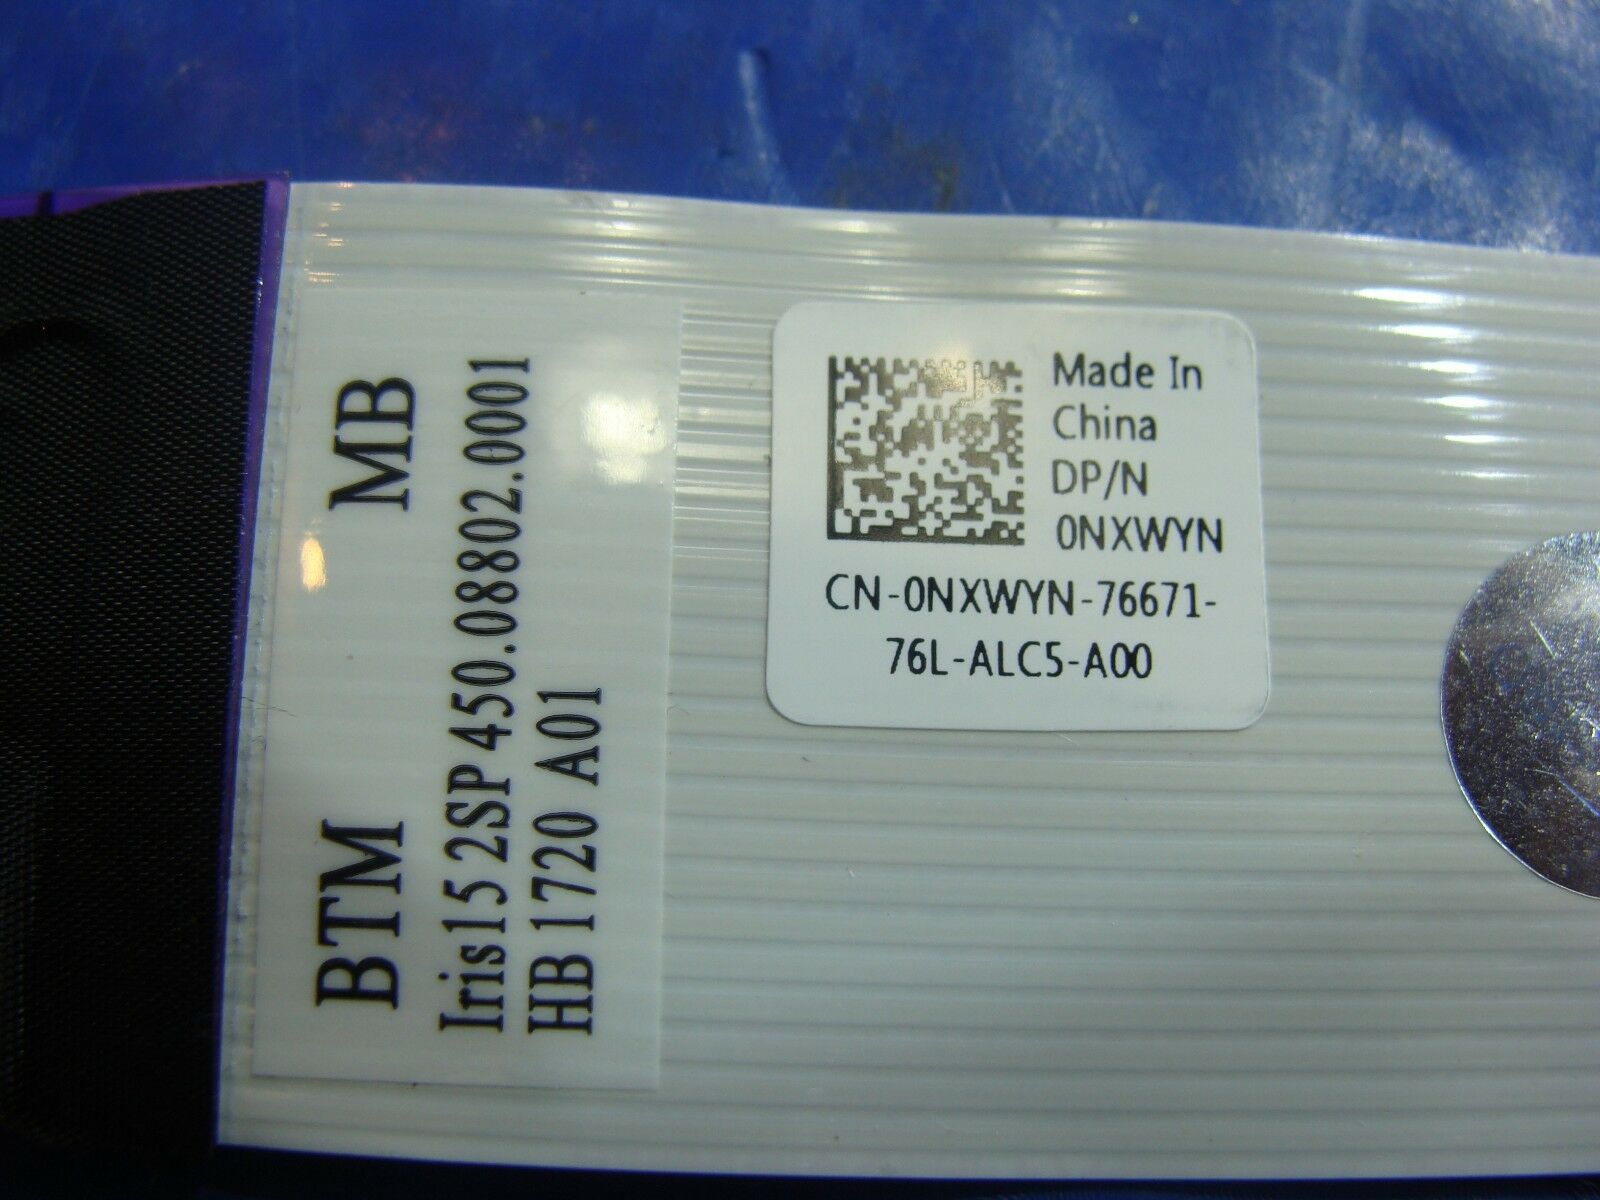 BTM MB
Iris15 2SP 450.08802.0001
HB 1720 A01
Made In
China
DP/N
0NXWYN
CN-0NXWYN-76671-
76L-ALC5-A00